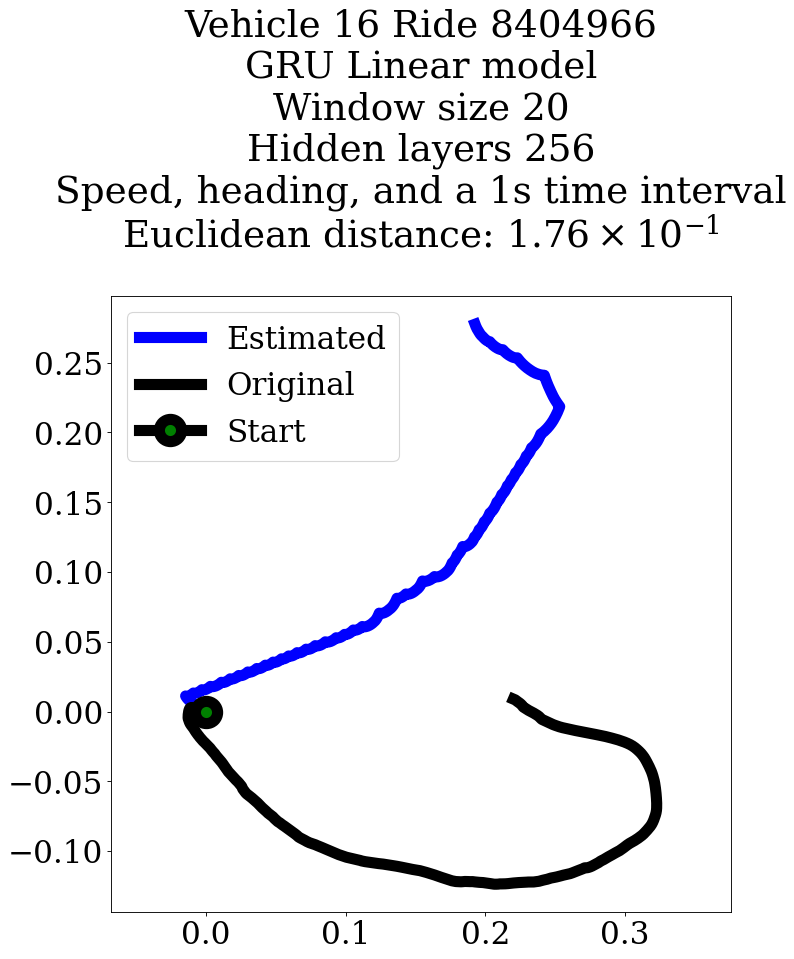 Vehicle 16 Ride 8404966
GRU Linear model
Window size 20
Hidden layers 256
Speed, heading, and a 1s time interval
Euclidean distance: 1.76 × 10⁻¹
Estimated
Original
Start
0.25
0.20
0.15
0.10
0.05
0.00
−0.05
−0.10
0.0 0.1 0.2 0.3